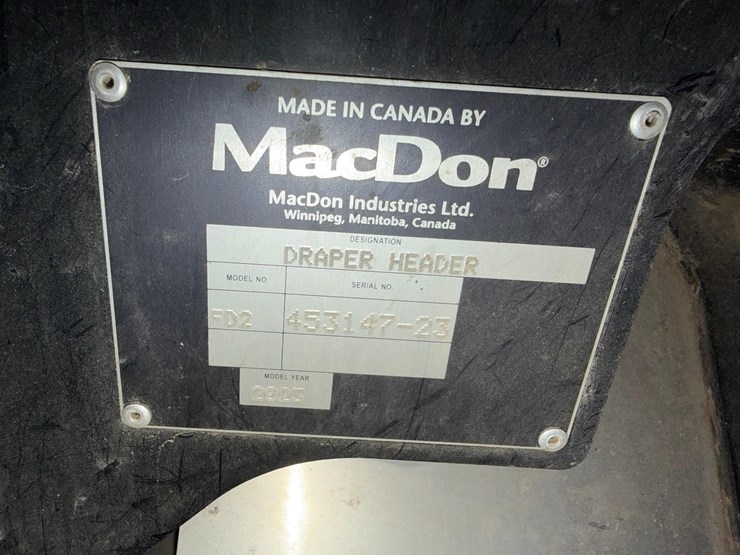 MADE IN CANADA BY
MacDon®
MacDon Industries Ltd.
Winnipeg, Manitoba, Canada
DESIGNATION
DRAPER HEADER
MODEL NO.
SERIAL NO.
FD2 453147-23
MODEL YEAR
2023